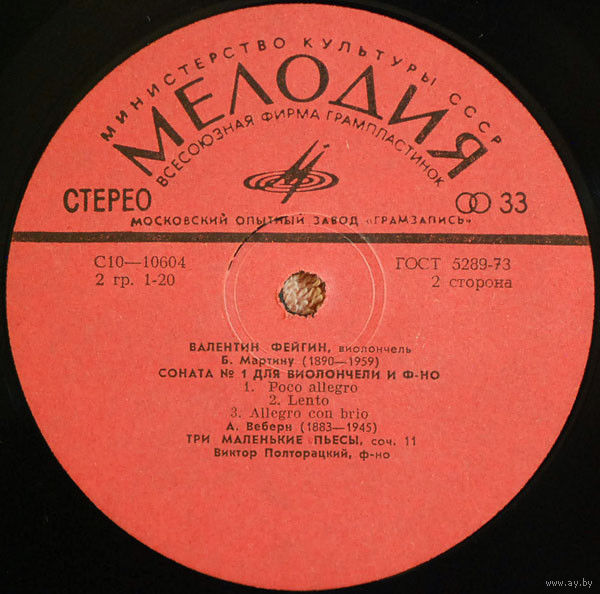 МИНИСТЕРСТВО КУЛЬТУРЫ СССР
МЕЛОДИЯ
ВСЕСОЮЗНАЯ ФИРМА ГРАМПЛАСТИНОК
СТЕРЕО
33
МОСКОВСКИЙ ОПЫТНЫЙ ЗАВОД «ГРАМЗАПИСЬ»
С10—10604
ГОСТ 5289-73
2 гр. 1-20
2 сторона
ВАЛЕНТИН ФЕЙГИН, виолончель
Б. Мартину (1890—1959)
СОНАТА № 1 ДЛЯ ВИОЛОНЧЕЛИ И Ф-НО
1. Poco allegro
2. Lento
3. Allegro con brio
А. Веберн (1883—1945)
ТРИ МАЛЕНЬКИЕ ПЬЕСЫ, соч. 11
Виктор Полторацкий, ф-но
www.ay.by